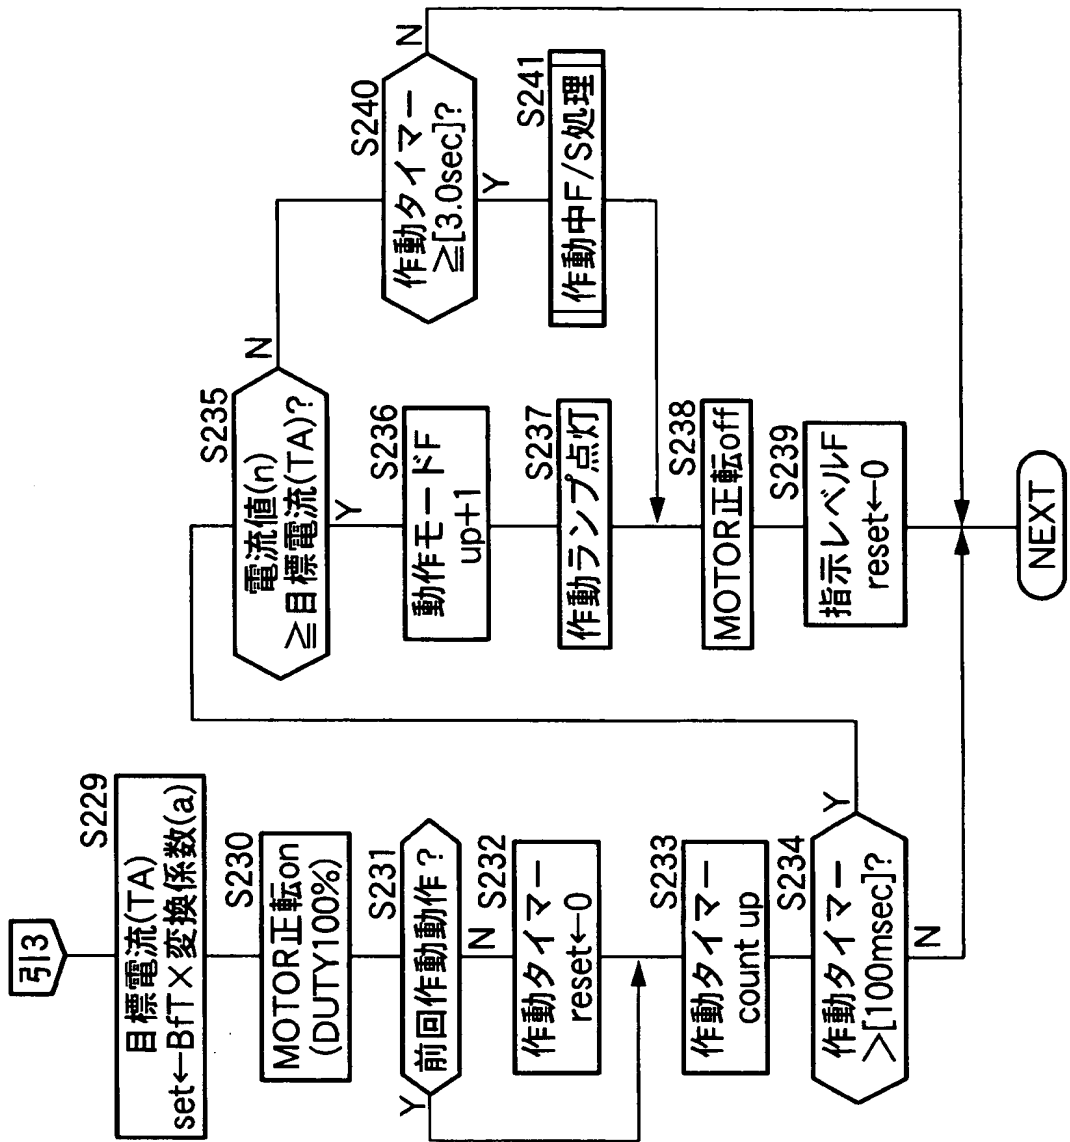 引3
S229
目標電流(TA)
set←BfT×変換係数(a)
S230
MOTOR正転on
(DUTY100%)
S231
前回作動動作?
Y
N
S232
作動タイマー
reset←0
S233
作動タイマー
count up
S234
作動タイマー
>[100msec]?
Y
N
S235
電流値(n)
≧目標電流(TA)?
N
Y
S236
動作モードF
up+1
S237
作動ランプ点灯
S238
MOTOR正転off
S239
指示レベルF
reset←0
S240
作動タイマー
≧[3.0sec]?
N
Y
S241
作動中F/S処理
NEXT